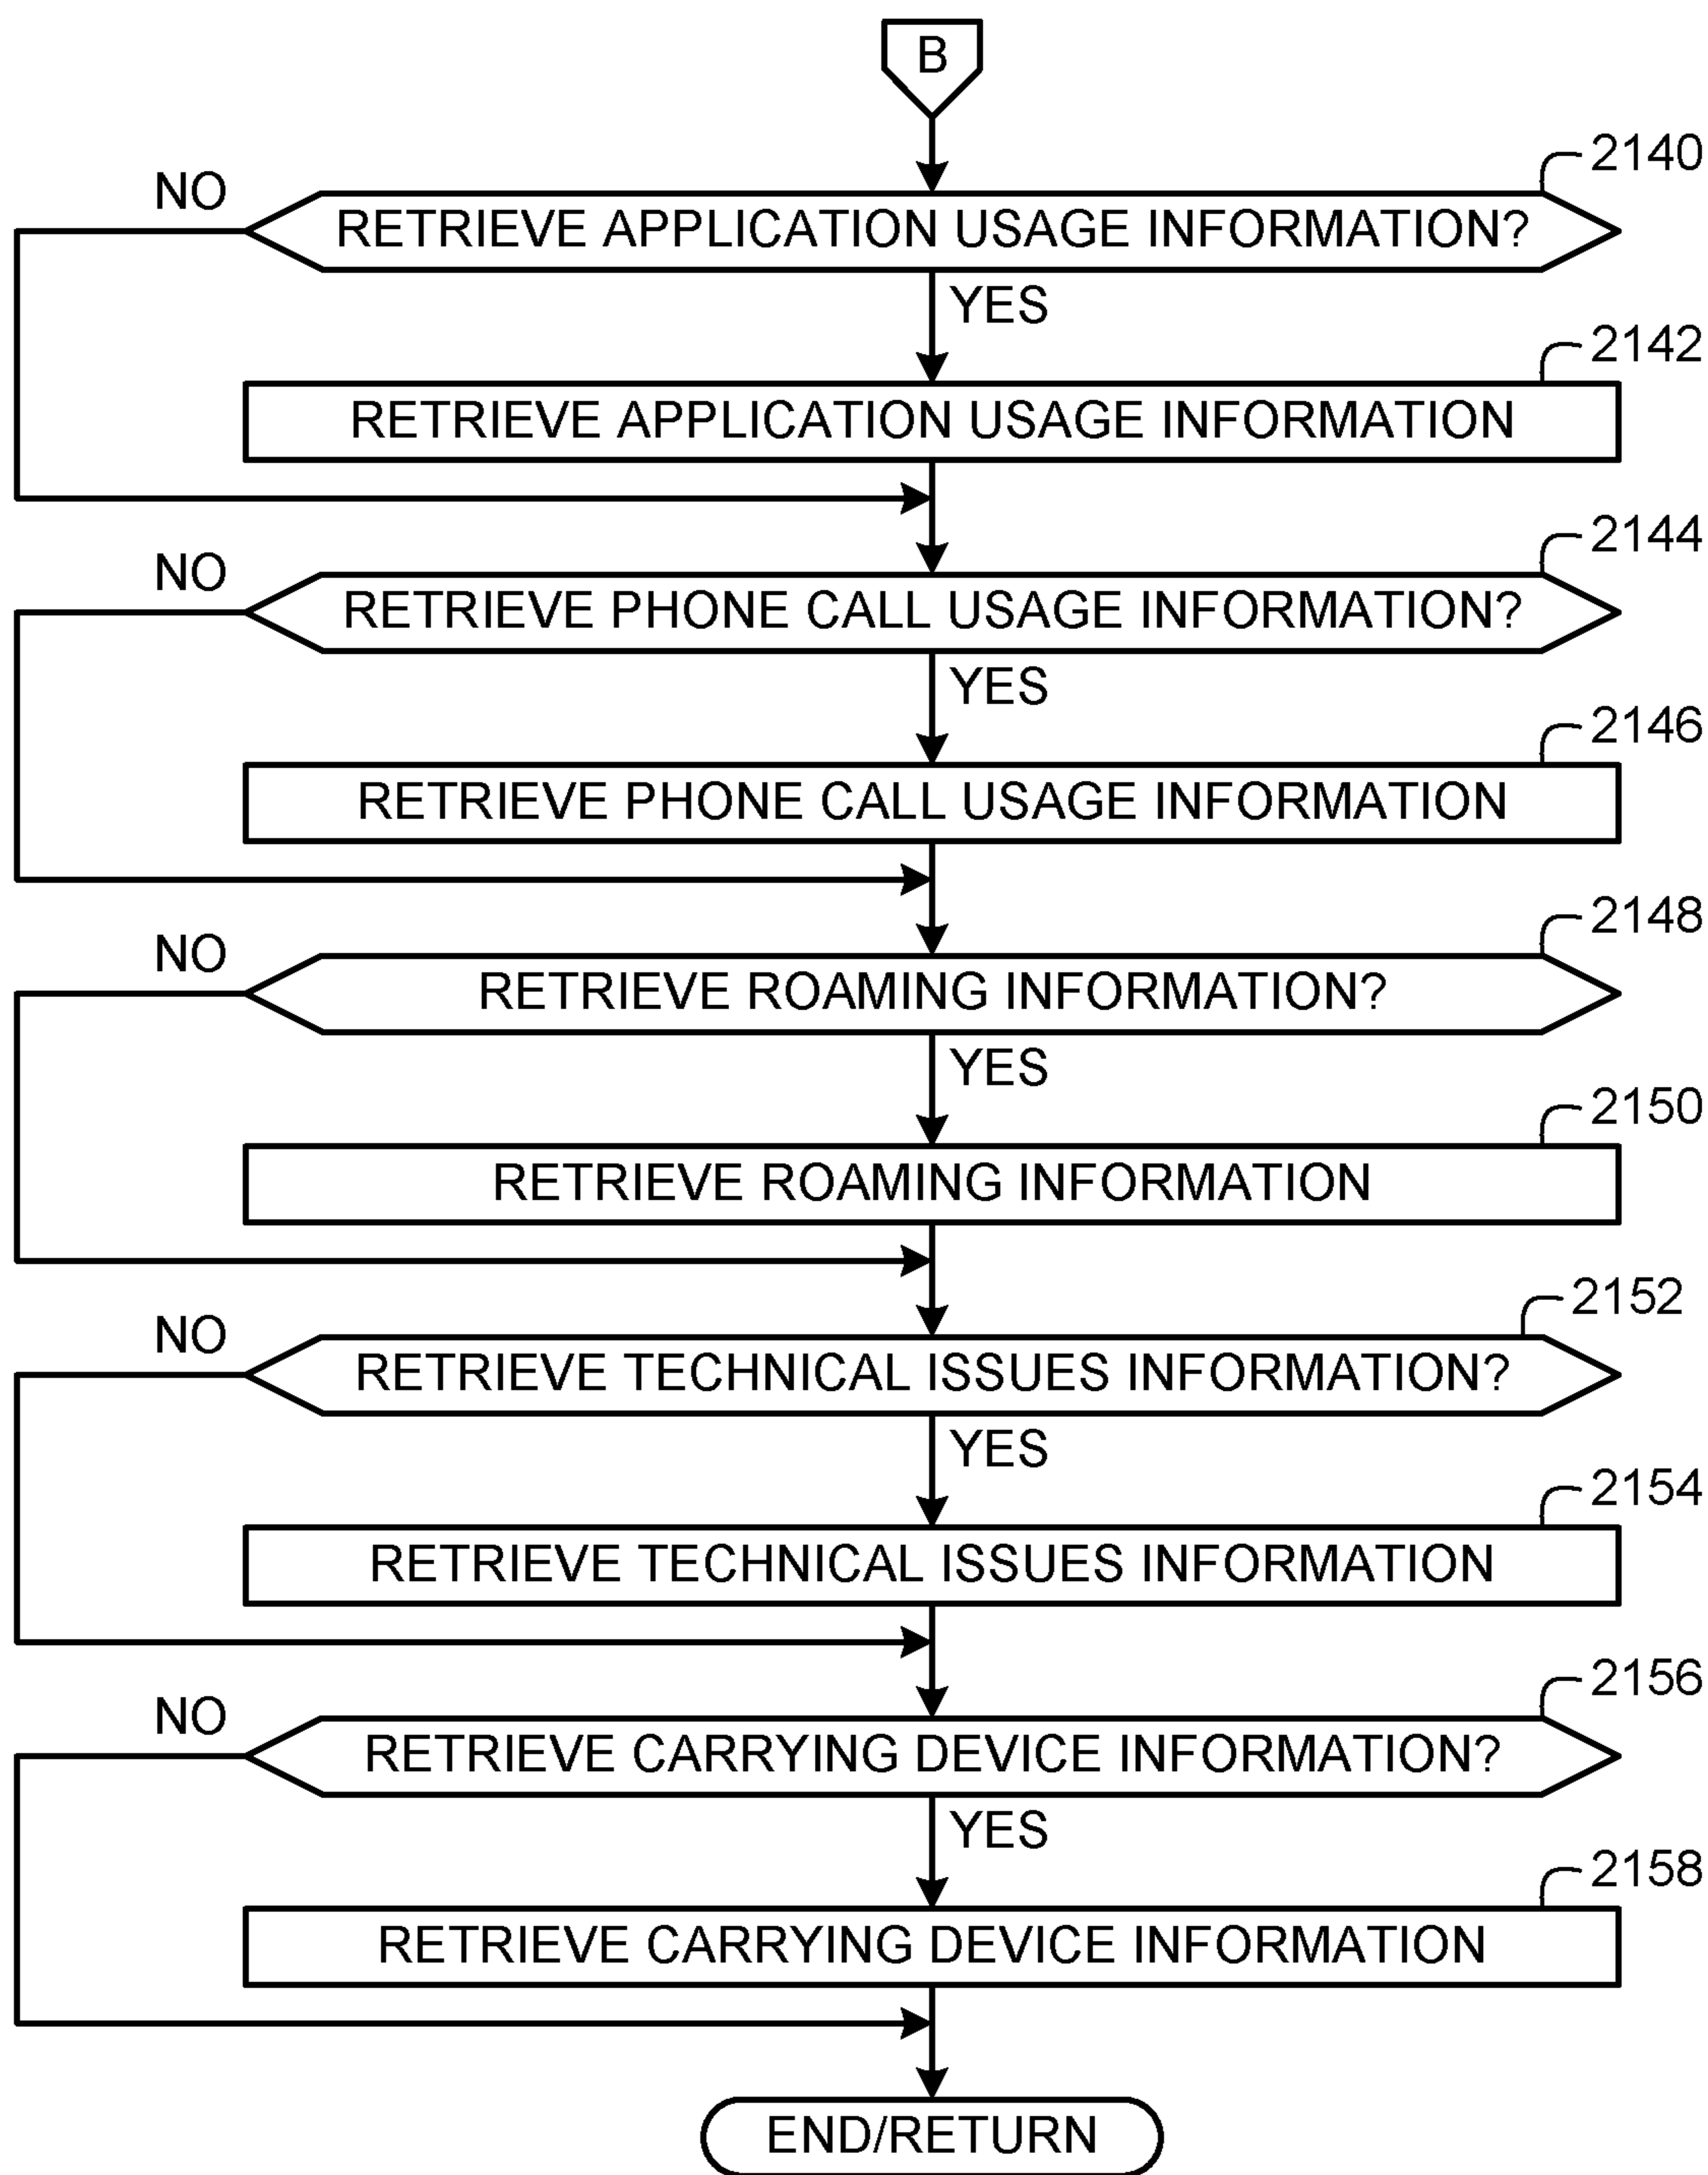 B
2140
NO
RETRIEVE APPLICATION USAGE INFORMATION?
YES
2142
RETRIEVE APPLICATION USAGE INFORMATION
2144
NO
RETRIEVE PHONE CALL USAGE INFORMATION?
YES
2146
RETRIEVE PHONE CALL USAGE INFORMATION
2148
NO
RETRIEVE ROAMING INFORMATION?
YES
2150
RETRIEVE ROAMING INFORMATION
2152
NO
RETRIEVE TECHNICAL ISSUES INFORMATION?
YES
2154
RETRIEVE TECHNICAL ISSUES INFORMATION
2156
NO
RETRIEVE CARRYING DEVICE INFORMATION?
YES
2158
RETRIEVE CARRYING DEVICE INFORMATION
END/RETURN